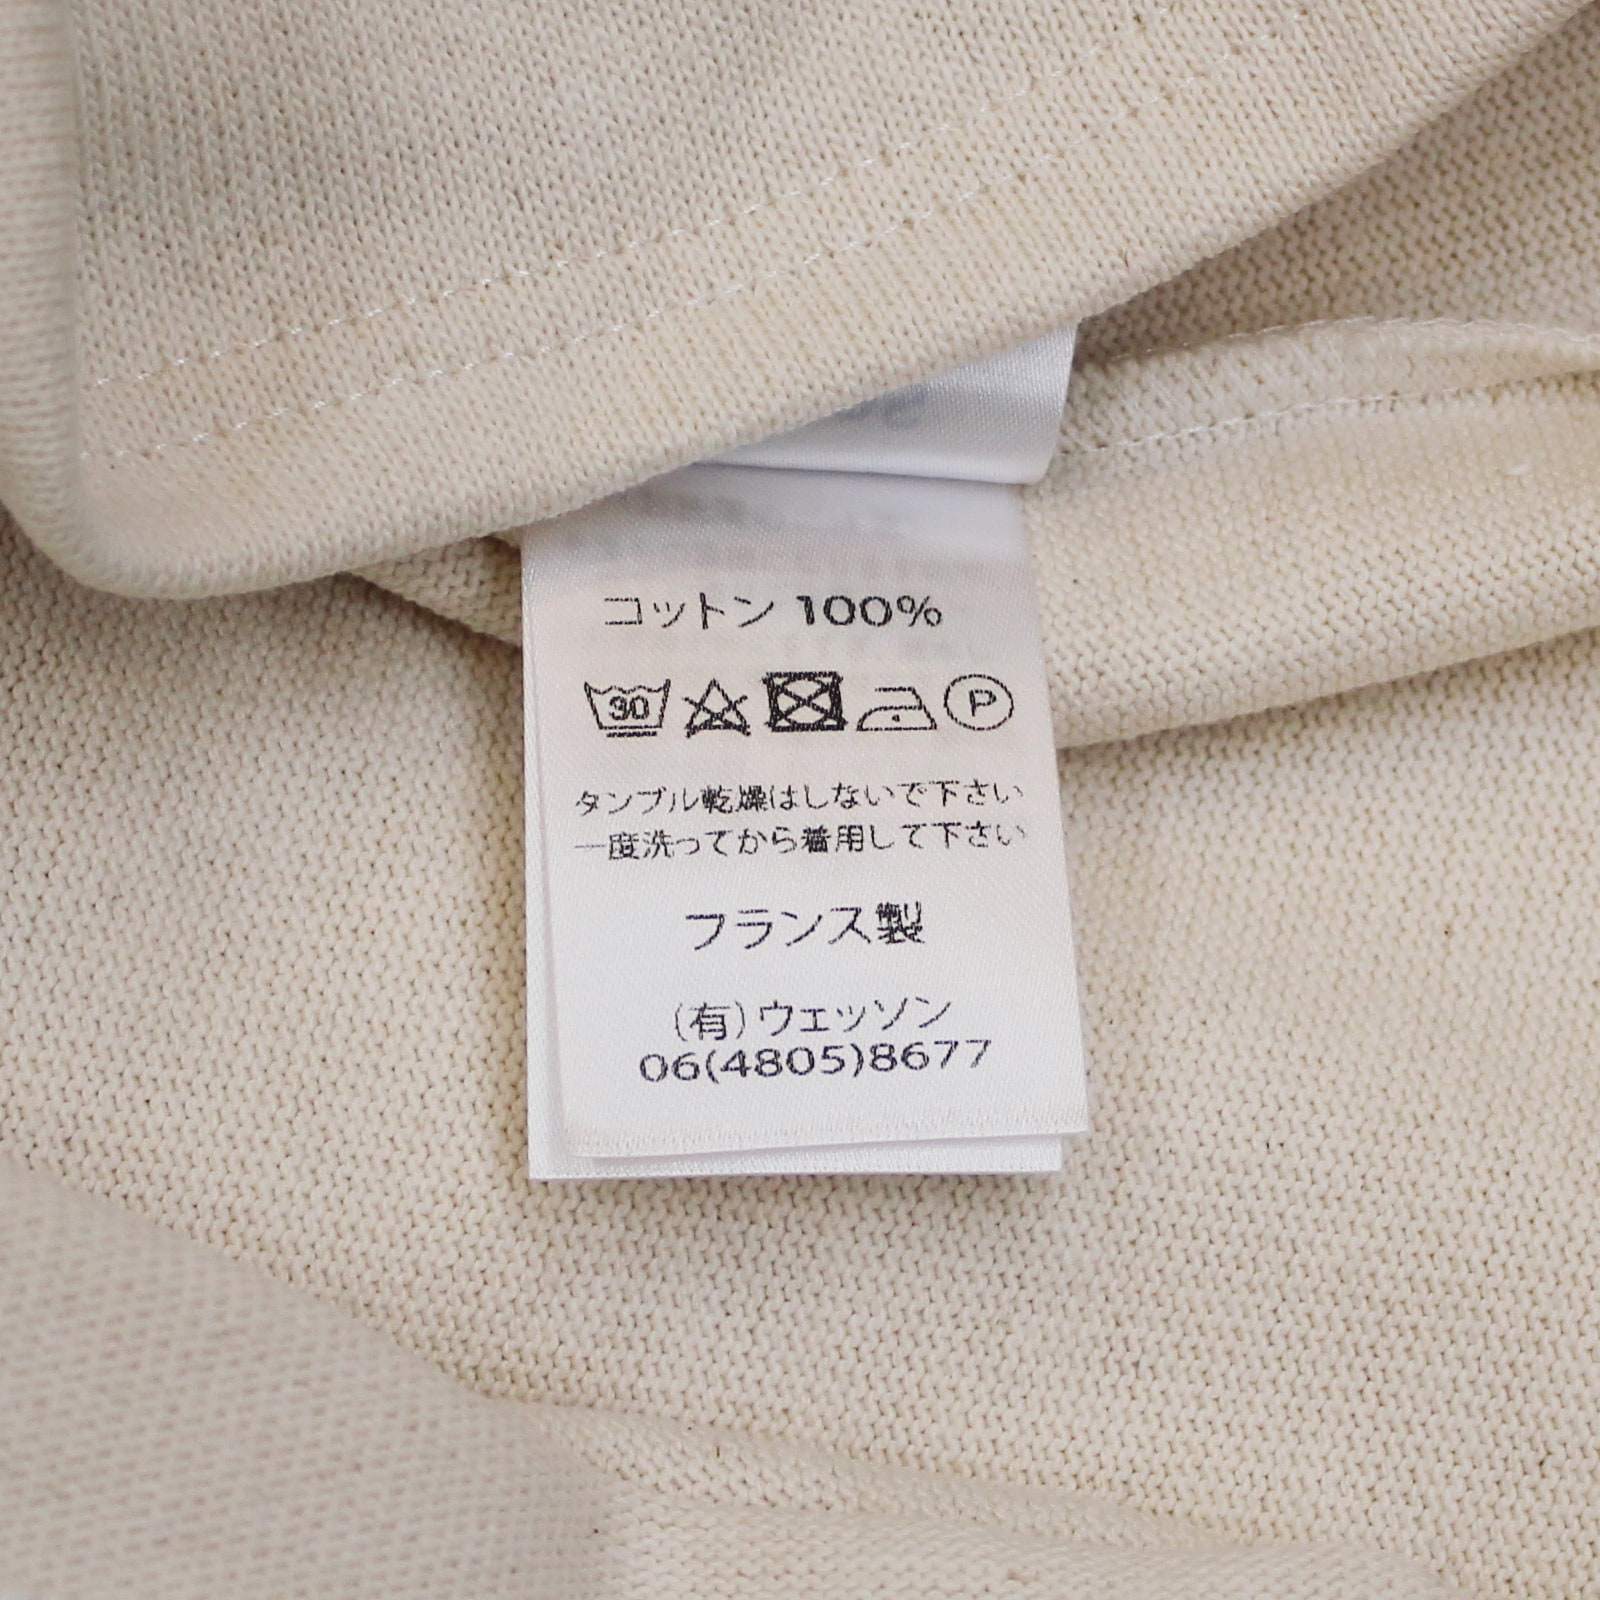 コットン 100%
30 P
タンブル乾燥はしないで下さい
一度洗ってから着用して下さい
フランス製
(有)ウェッソン
06(4805)8677